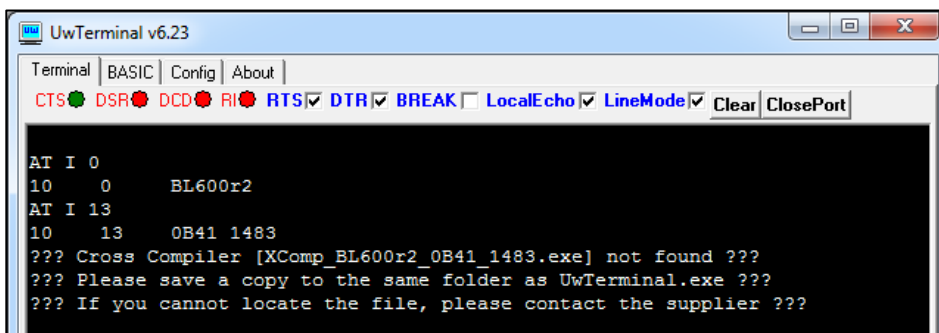 UwTerminal v6.23
Terminal BASIC Config About
CTS DSR DCD RI RTS DTR BREAK LocalEcho LineMode Clear ClosePort
AT I 0
10 0 BL600r2
AT I 13
10 13 0B41 1483
??? Cross Compiler [XComp_BL600r2_0B41_1483.exe] not found ???
??? Please save a copy to the same folder as UwTerminal.exe ???
??? If you cannot locate the file, please contact the supplier ???